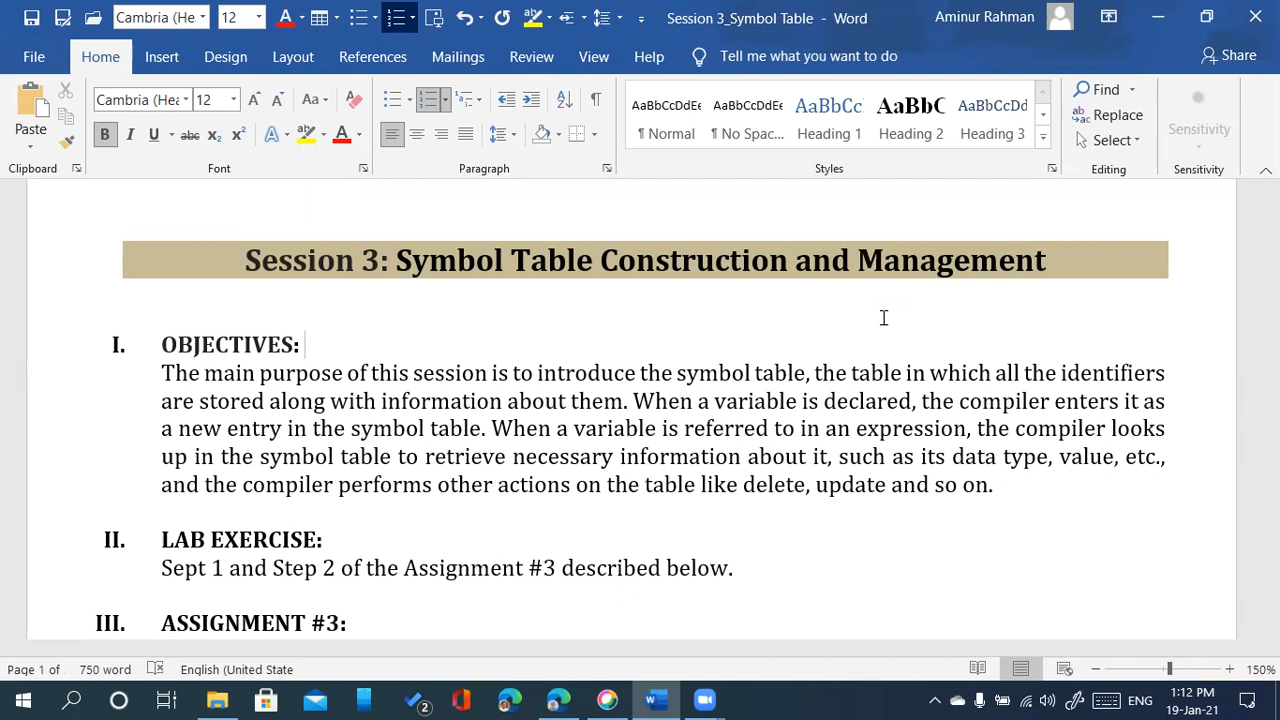 Cambria (He
12
Session 3_Symbol Table - Word
Aminur Rahman
File
Home
Insert
Design
Layout
References
Mailings
Review
View
Help
Tell me what you want to do
Share
Paste
Clipboard
Cambria (Hea
12
Aa
B I U abc x₂ x²
A
A
Font
Paragraph
AaBbCcDdEe
¶ Normal
AaBbCcDdEe
¶ No Spac...
AaBbCc
Heading 1
AaBbC
Heading 2
AaBbCcDd
Heading 3
Styles
Find
Replace
Select
Editing
Sensitivity
Sensitivity
Session 3: Symbol Table Construction and Management
I. OBJECTIVES:
The main purpose of this session is to introduce the symbol table, the table in which all the identifiers
are stored along with information about them. When a variable is declared, the compiler enters it as
a new entry in the symbol table. When a variable is referred to in an expression, the compiler looks
up in the symbol table to retrieve necessary information about it, such as its data type, value, etc.,
and the compiler performs other actions on the table like delete, update and so on.
II. LAB EXERCISE:
Sept 1 and Step 2 of the Assignment #3 described below.
III. ASSIGNMENT #3:
Page 1 of
750 word
English (United State
150%
2
ENG
1:12 PM
19-Jan-21